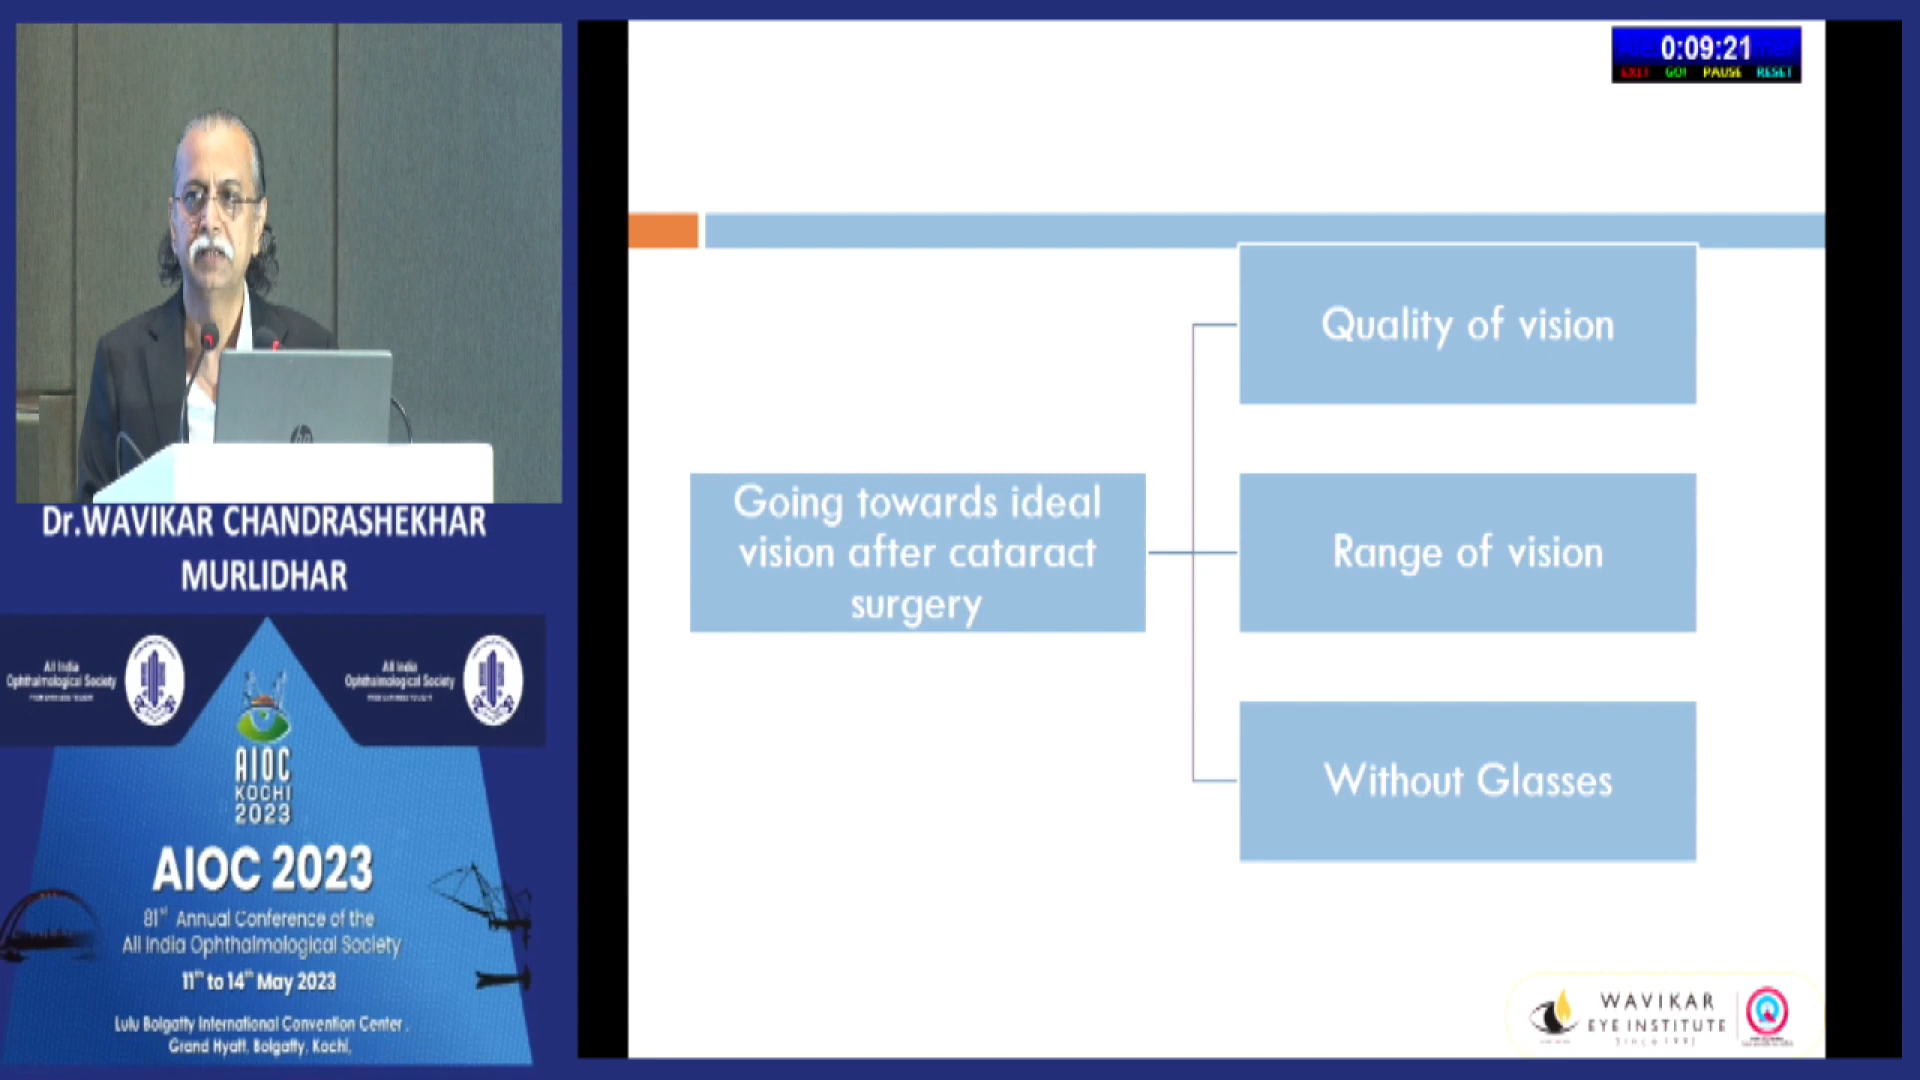 0:09:21
EXIT GO! PAUSE RESET
Quality of vision
Going towards ideal
vision after cataract
surgery
Range of vision
Without Glasses
WAVIKAR
EYE INSTITUTE
hp
Dr.WAVIKAR CHANDRASHEKHAR
MURLIDHAR
All India
Ophthalmological Society
All India
Ophthalmological Society
AIOC
KOCHI
2023
AIOC 2023
81st Annual Conference of the
All India Ophthalmological Society
11th to 14th May 2023
Lulu Bolgatty International Convention Center,
Grand Hyatt, Bolgatty, Kochi,